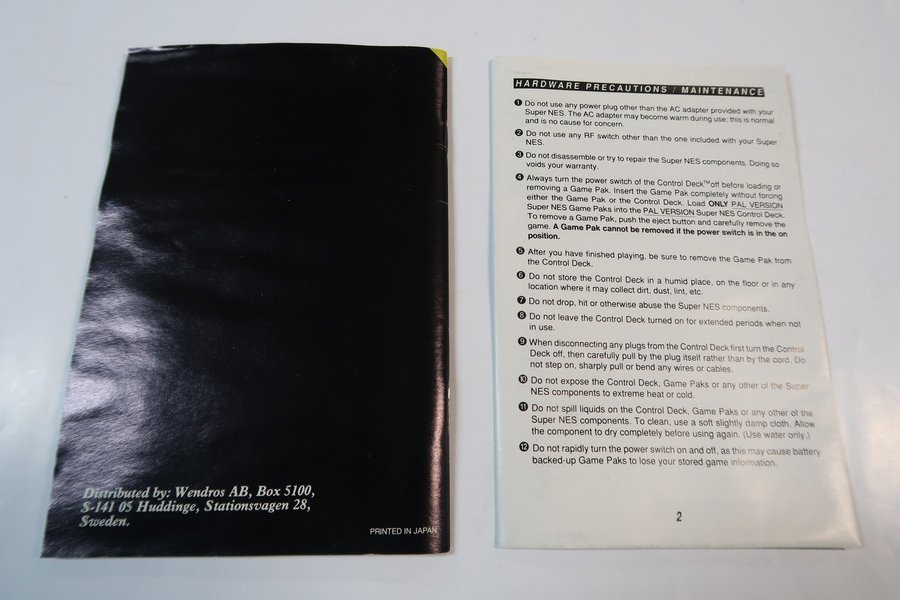 Distributed by: Wendros AB, Box 5100,
S-141 05 Huddinge, Stationsvagen 28,
Sweden.
PRINTED IN JAPAN
HARDWARE PRECAUTIONS / MAINTENANCE
1 Do not use any power plug other than the AC adapter provided with your
Super NES. The AC adapter may become warm during use; this is normal
and is no cause for concern.
2 Do not use any RF switch other than the one included with your Super
NES.
3 Do not disassemble or try to repair the Super NES components. Doing so
voids your warranty.
4 Always turn the power switch of the Control Deck™ off before loading or
removing a Game Pak. Insert the Game Pak completely without forcing
either the Game Pak or the Control Deck. Load ONLY PAL VERSION
Super NES Game Paks into the PAL VERSION Super NES Control Deck.
To remove a Game Pak, push the eject button and carefully remove the
game. A Game Pak cannot be removed if the power switch is in the on
position.
5 After you have finished playing, be sure to remove the Game Pak from
the Control Deck.
6 Do not store the Control Deck in a humid place, on the floor or in any
location where it may collect dirt, dust, lint, etc.
7 Do not drop, hit or otherwise abuse the Super NES components.
8 Do not leave the Control Deck turned on for extended periods when not
in use.
9 When disconnecting any plugs from the Control Deck first turn the Control
Deck off, then carefully pull by the plug itself rather than by the cord. Do
not step on, sharply pull or bend any wires or cables.
10 Do not expose the Control Deck, Game Paks or any other of the Super
NES components to extreme heat or cold.
11 Do not spill liquids on the Control Deck, Game Paks or any other of the
Super NES components. To clean, use a soft slightly damp cloth. Allow
the component to dry completely before using again. (Use water only.)
12 Do not rapidly turn the power switch on and off, as this may cause battery
backed-up Game Paks to lose your stored game information.
2